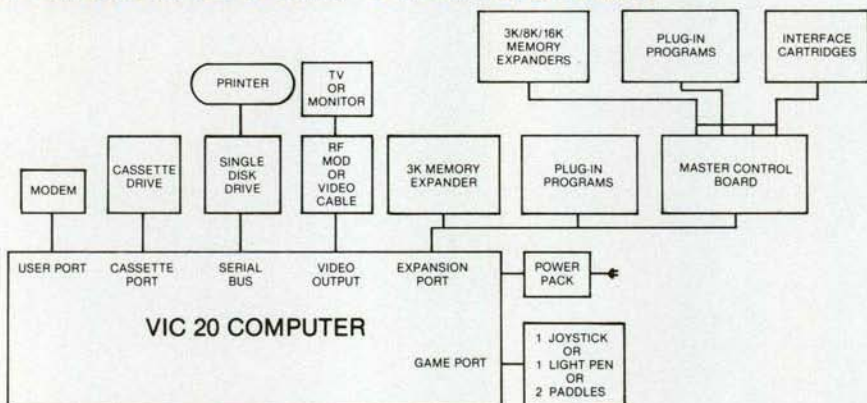 3K/8K/16K
MEMORY
EXPANDERS
PLUG-IN
PROGRAMS
INTERFACE
CARTRIDGES
PRINTER
TV
OR
MONITOR
MODEM
CASSETTE
DRIVE
SINGLE
DISK
DRIVE
RF
MOD
OR
VIDEO
CABLE
3K MEMORY
EXPANDER
PLUG-IN
PROGRAMS
MASTER CONTROL
BOARD
USER PORT
CASSETTE
PORT
SERIAL
BUS
VIDEO
OUTPUT
EXPANSION
PORT
POWER
PACK
VIC 20 COMPUTER
GAME PORT
1 JOYSTICK
OR
1 LIGHT PEN
OR
2 PADDLES